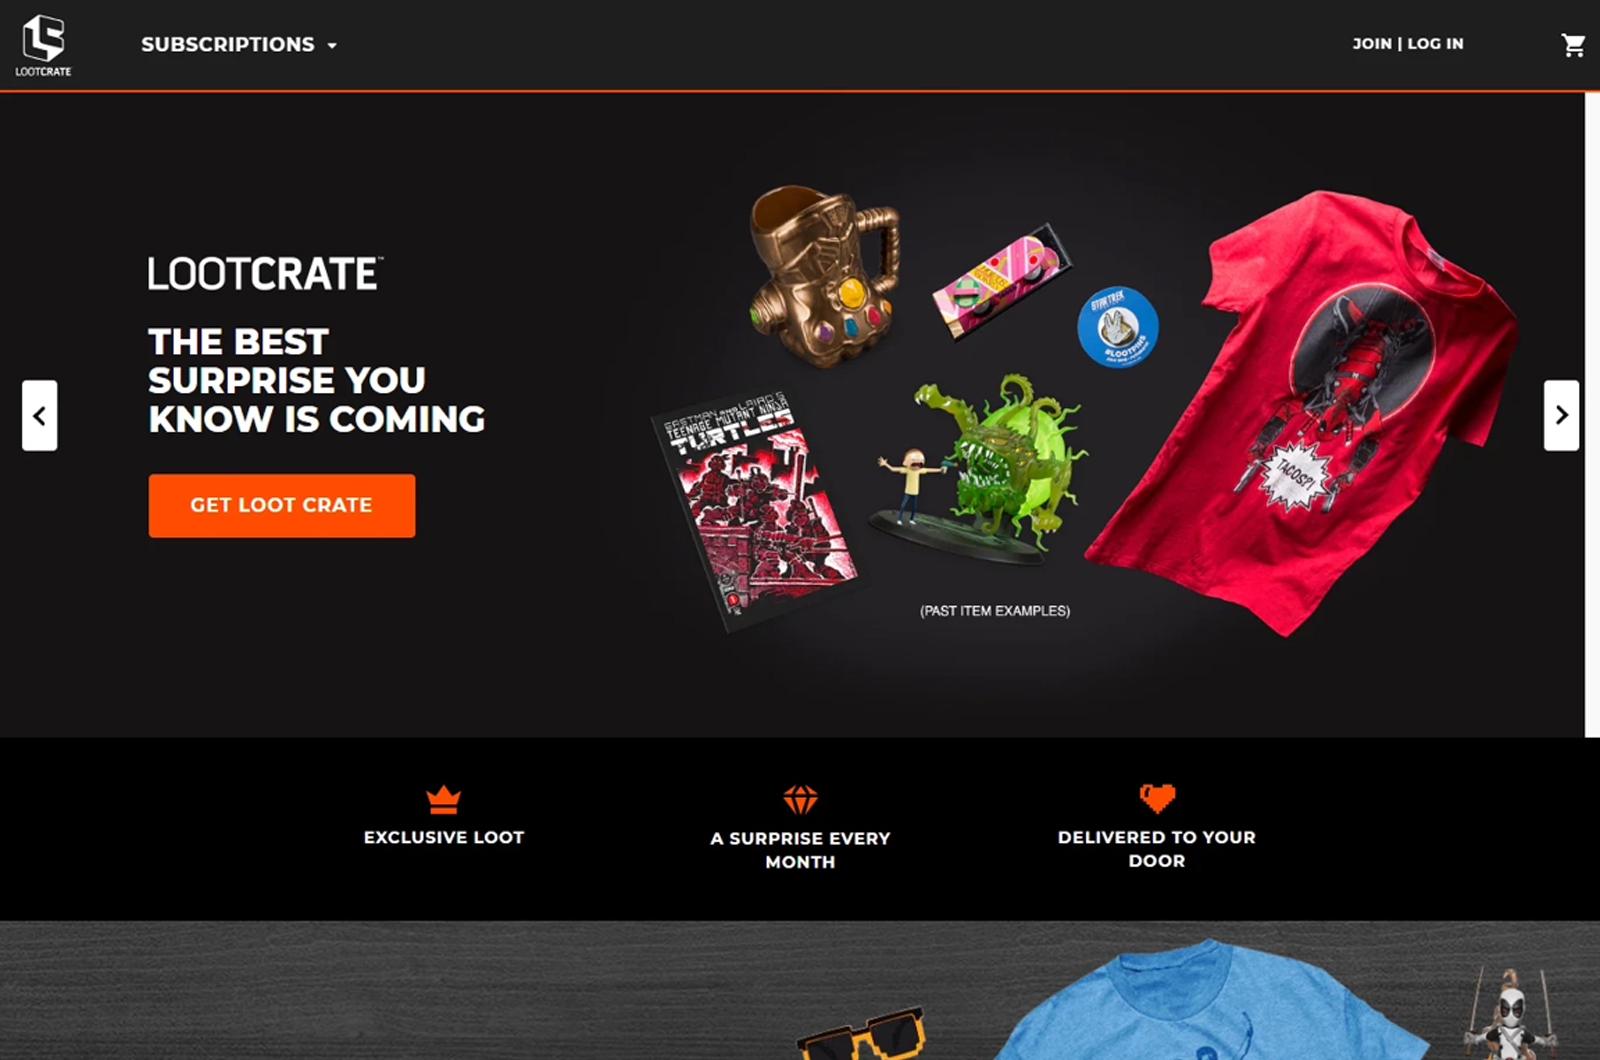 LOOTCRATE
SUBSCRIPTIONS
JOIN | LOG IN
LOOTCRATE™
THE BEST
SURPRISE YOU
KNOW IS COMING
GET LOOT CRATE
EASTMAN AND LAIRD'S
TEENAGE MUTANT NINJA
TURTLES
STAR TREK
#LOOTPINS
TACOS?!
(PAST ITEM EXAMPLES)
EXCLUSIVE LOOT
A SURPRISE EVERY
MONTH
DELIVERED TO YOUR
DOOR